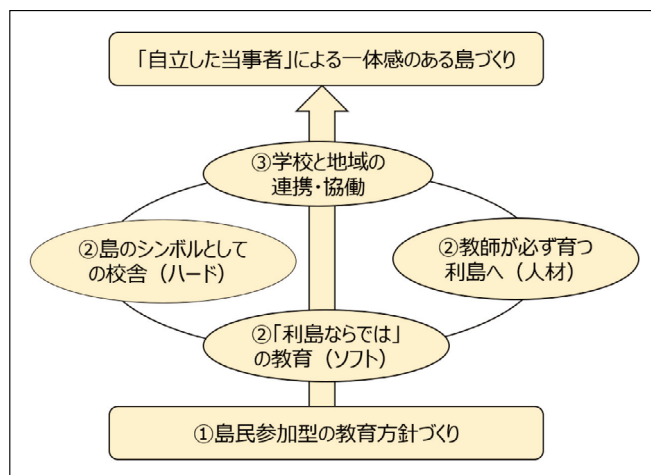 「自立した当事者」による一体感のある島づくり
③学校と地域の
連携・協働
②島のシンボルとして
の校舎（ハード）
②教師が必ず育つ
利島へ（人材）
②「利島ならでは」
の教育（ソフト）
①島民参加型の教育方針づくり